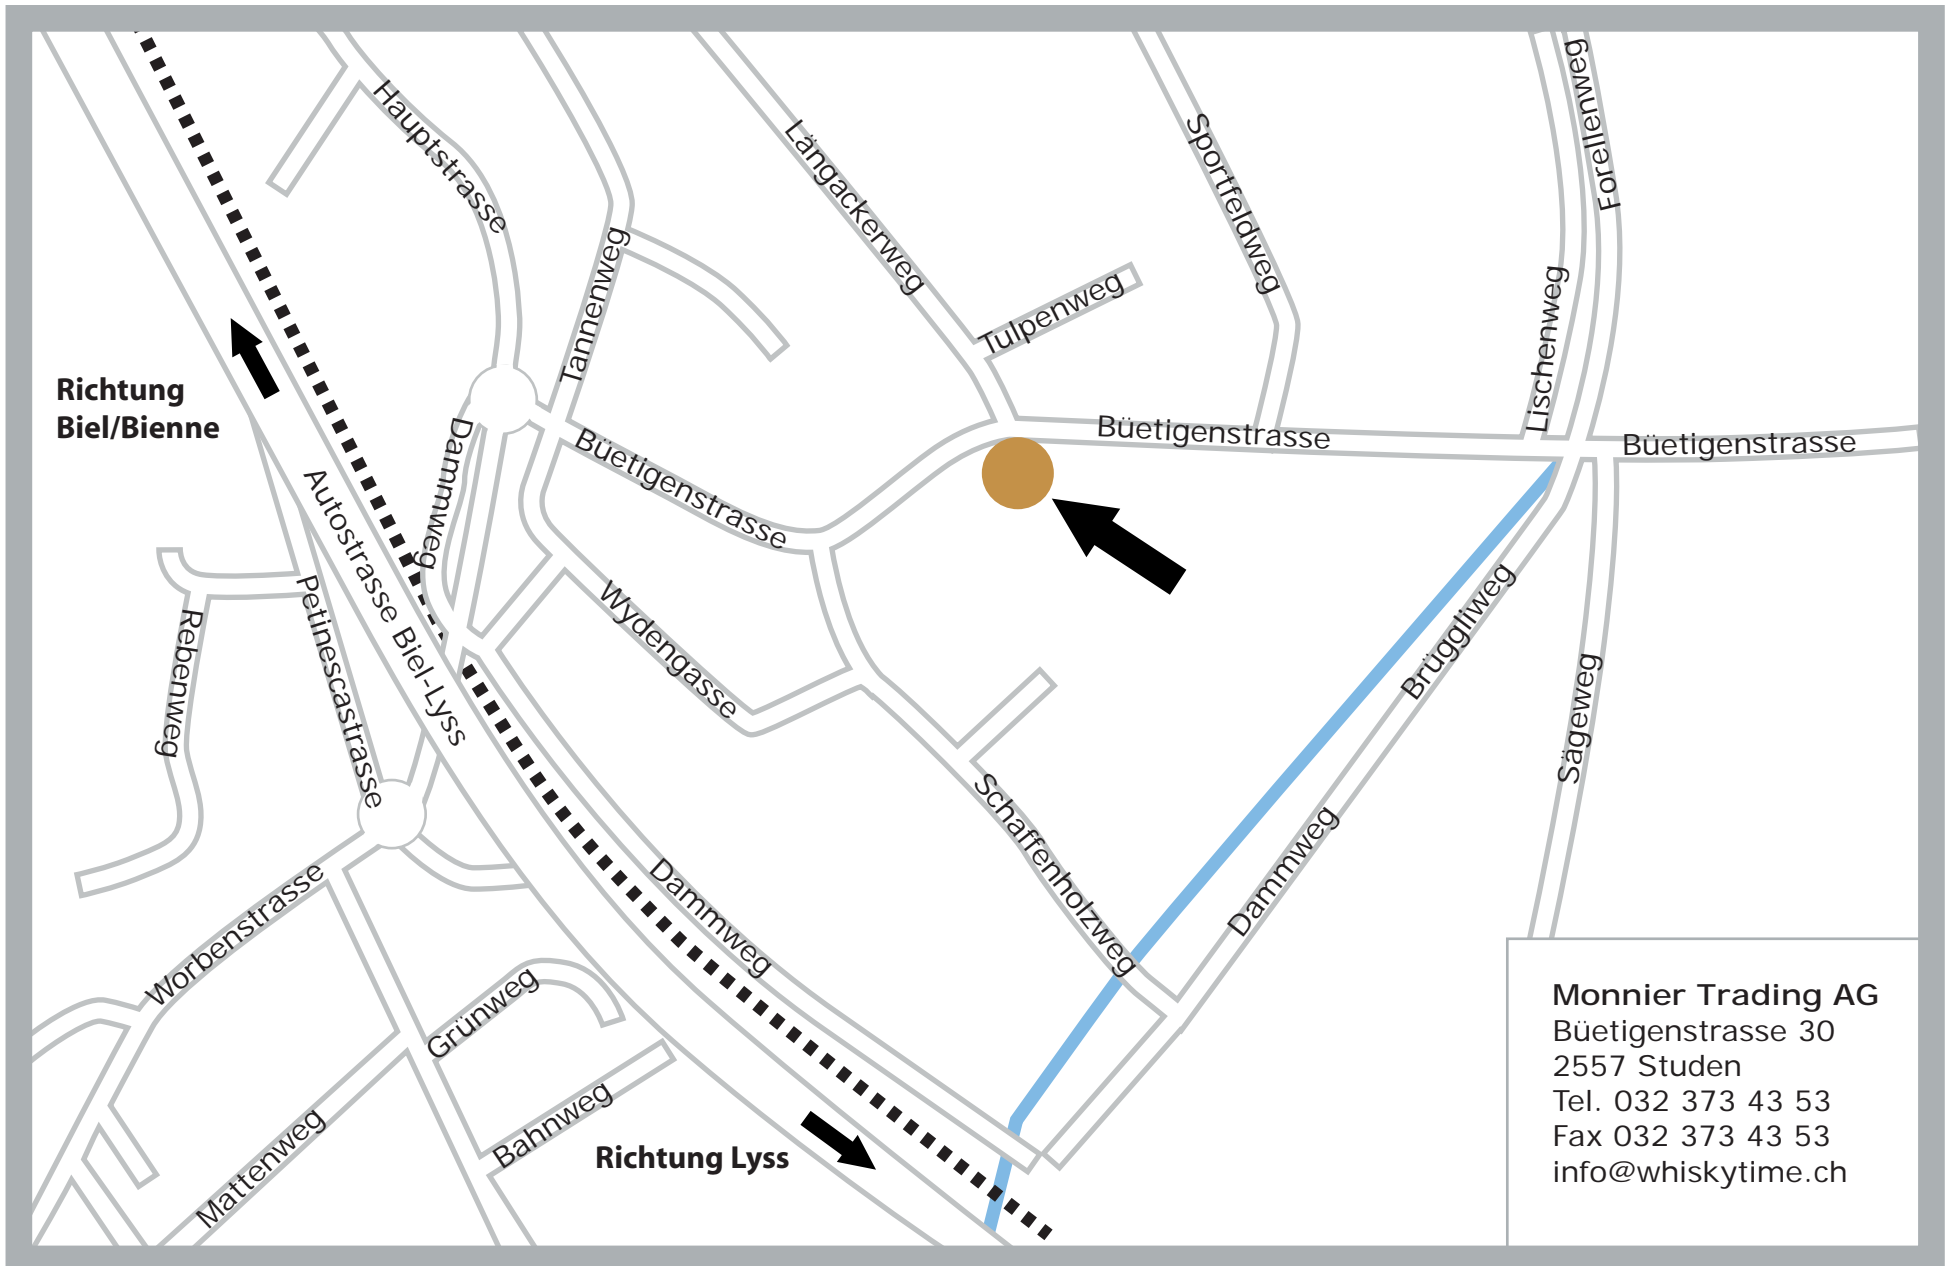 Hauptstrasse
Tannenweg
Längackerweg
Tulpenweg
Sportfeldweg
Forellenweg
Lischenweg
Richtung
Biel/Bienne
Dammweg
Büetigenstrasse
Büetigenstrasse
Büetigenstrasse
Autostrasse Biel-Lyss
Petinescastrasse
Rebenweg
Wydengasse
Brüggliweg
Sägeweg
Schaffenholzweg
Dammweg
Dammweg
Worbenstrasse
Grünweg
Bahnweg
Mattenweg
Richtung Lyss
Monnier Trading AG
Büetigenstrasse 30
2557 Studen
Tel. 032 373 43 53
Fax 032 373 43 53
info@whiskytime.ch